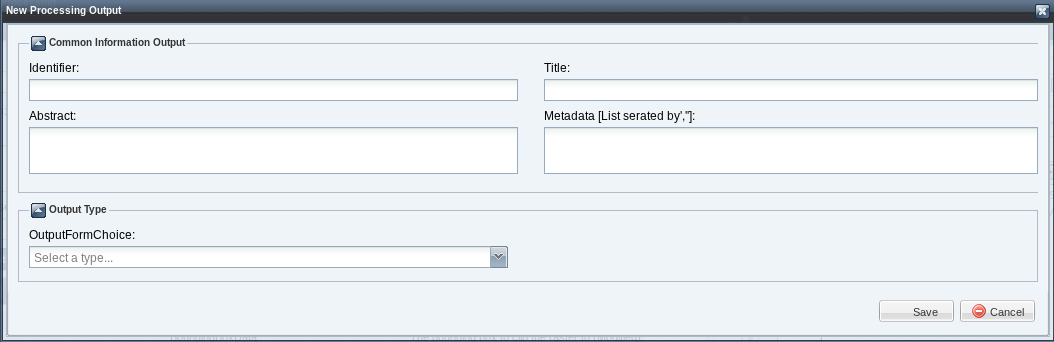 New Processing Output
Common Information Output
Identifier:
Title:
Abstract:
Metadata [List serated by',"]:
Output Type
OutputFormChoice:
Select a type...
Save
Cancel